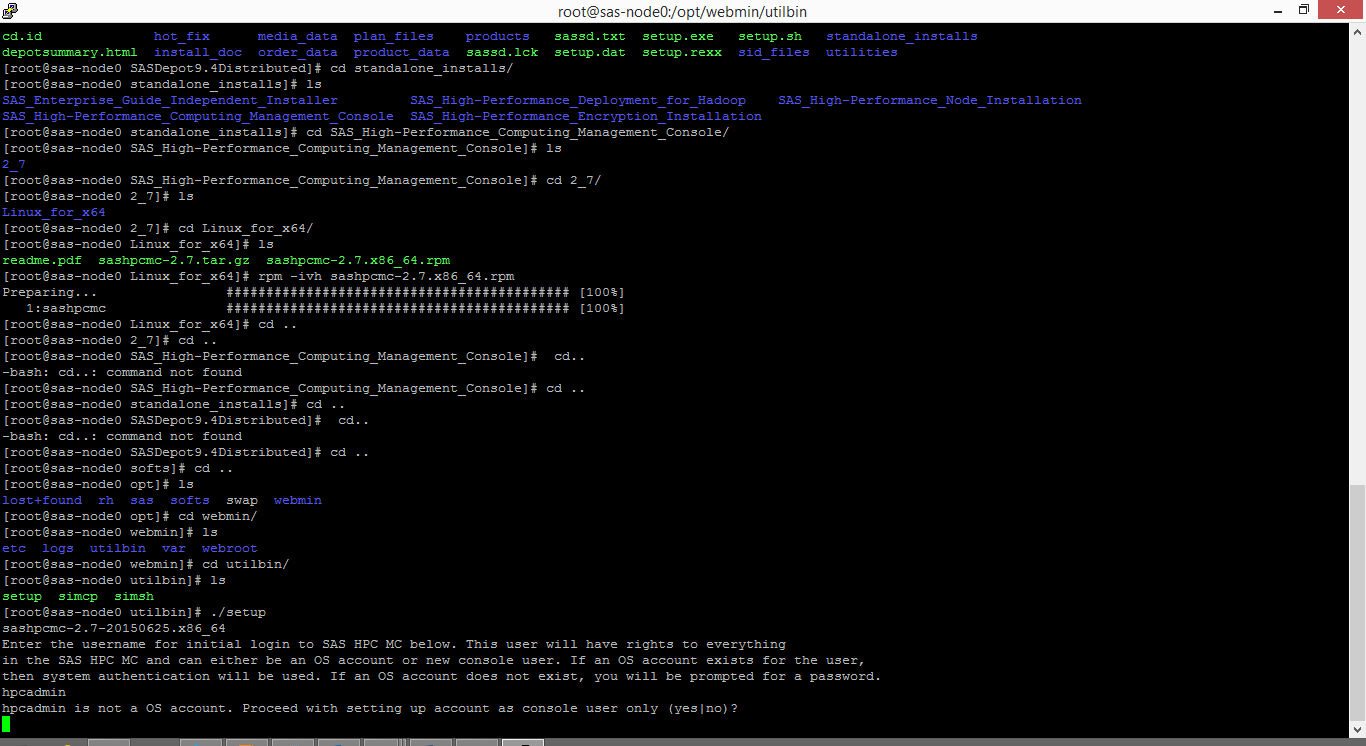 root@sas-node0:/opt/webmin/utilbin
cd.id hot_fix media_data plan_files products sassd.txt setup.exe setup.sh standalone_installs
depotsummary.html install_doc order_data product_data sassd.lck setup.dat setup.rexx sid_files utilities
[root@sas-node0 SASDepot9.4Distributed]# cd standalone_installs/
[root@sas-node0 standalone_installs]# ls
SAS_Enterprise_Guide_Independent_Installer SAS_High-Performance_Deployment_for_Hadoop SAS_High-Performance_Node_Installation
SAS_High-Performance_Computing_Management_Console SAS_High-Performance_Encryption_Installation
[root@sas-node0 standalone_installs]# cd SAS_High-Performance_Computing_Management_Console/
[root@sas-node0 SAS_High-Performance_Computing_Management_Console]# ls
2_7
[root@sas-node0 SAS_High-Performance_Computing_Management_Console]# cd 2_7/
[root@sas-node0 2_7]# ls
Linux_for_x64
[root@sas-node0 2_7]# cd Linux_for_x64/
[root@sas-node0 Linux_for_x64]# ls
readme.pdf sashpcmc-2.7.tar.gz sashpcmc-2.7.x86_64.rpm
[root@sas-node0 Linux_for_x64]# rpm -ivh sashpcmc-2.7.x86_64.rpm
Preparing... ########################################### [100%]
1:sashpcmc ########################################### [100%]
[root@sas-node0 Linux_for_x64]# cd ..
[root@sas-node0 2_7]# cd ..
[root@sas-node0 SAS_High-Performance_Computing_Management_Console]# cd..
-bash: cd..: command not found
[root@sas-node0 SAS_High-Performance_Computing_Management_Console]# cd ..
[root@sas-node0 standalone_installs]# cd ..
[root@sas-node0 SASDepot9.4Distributed]# cd..
-bash: cd..: command not found
[root@sas-node0 SASDepot9.4Distributed]# cd ..
[root@sas-node0 softs]# cd ..
[root@sas-node0 opt]# ls
lost+found rh sas softs swap webmin
[root@sas-node0 opt]# cd webmin/
[root@sas-node0 webmin]# ls
etc logs utilbin var webroot
[root@sas-node0 webmin]# cd utilbin/
[root@sas-node0 utilbin]# ls
setup simcp simsh
[root@sas-node0 utilbin]# ./setup
sashpcmc-2.7-20150625.x86_64
Enter the username for initial login to SAS HPC MC below. This user will have rights to everything
in the SAS HPC MC and can either be an OS account or new console user. If an OS account exists for the user,
then system authentication will be used. If an OS account does not exist, you will be prompted for a password.
hpcadmin
hpcadmin is not a OS account. Proceed with setting up account as console user only (yes|no)?